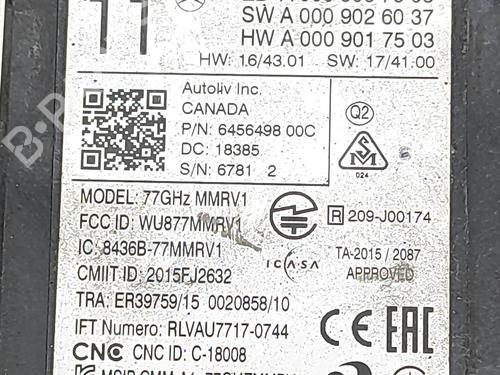 11
SW A 000 902 60 37
HW A 000 901 75 03
HW: 16/43.01 SW: 17/41.00
Autoliv Inc.
CANADA
P/N: 6456498 00C
DC: 18385
S/N: 6781 2
Q2
024
MODEL: 77GHz MMRV1
FCC ID: WU877MMRV1
IC: 8436B-77MMRV1
CMIIT ID: 2015FJ2632
TRA: ER39759/15 0020858/10
IFT Numero: RLVAU7717-0744
CNC CNC ID: C-18008
R 209-J00174
ICASA
TA-2015 / 2087
APPROVED
CE EAC
B-P